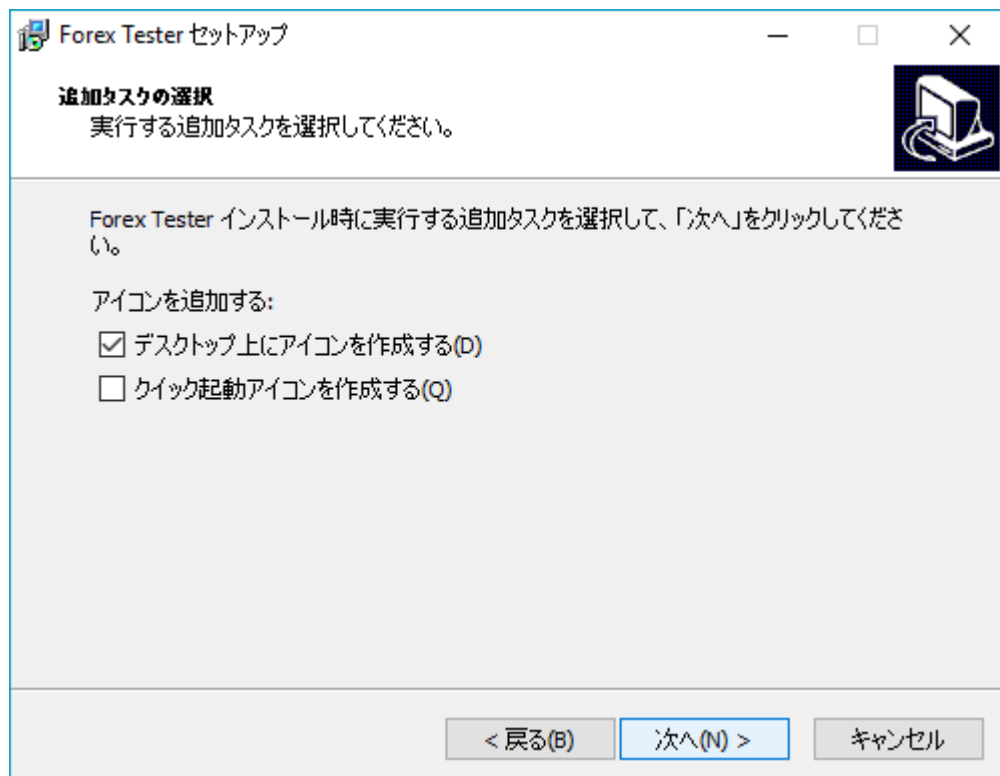 Forex Tester セットアップ
追加タスクの選択
実行する追加タスクを選択してください。
Forex Tester インストール時に実行する追加タスクを選択して、「次へ」をクリックしてくださ
い。
アイコンを追加する:
デスクトップ上にアイコンを作成する(D)
クイック起動アイコンを作成する(Q)
< 戻る(B) 次へ(N) > キャンセル